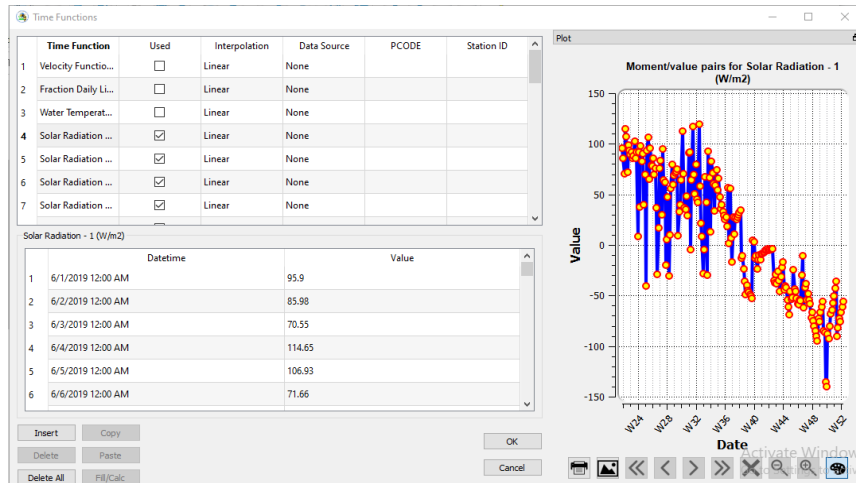 Time Functions
Time Function Used Interpolation Data Source PCODE Station ID
1 Velocity Functio... Linear None
2 Fraction Daily Li... Linear None
3 Water Temperat... Linear None
4 Solar Radiation ... Linear None
5 Solar Radiation ... Linear None
6 Solar Radiation ... Linear None
7 Solar Radiation ... Linear None
Solar Radiation - 1 (W/m2)
Datetime Value
1 6/1/2019 12:00 AM 95.9
2 6/2/2019 12:00 AM 85.98
3 6/3/2019 12:00 AM 70.55
4 6/4/2019 12:00 AM 114.65
5 6/5/2019 12:00 AM 106.93
6 6/6/2019 12:00 AM 71.66
Insert Copy
Delete Paste
Delete All Fill/Calc
OK
Cancel
Plot
Moment/value pairs for Solar Radiation - 1
(W/m2)
150
100
50
0
-50
-100
-150
Value
W24 W28 W32 W36 W40 W44 W48 W52
Date
Activate Window